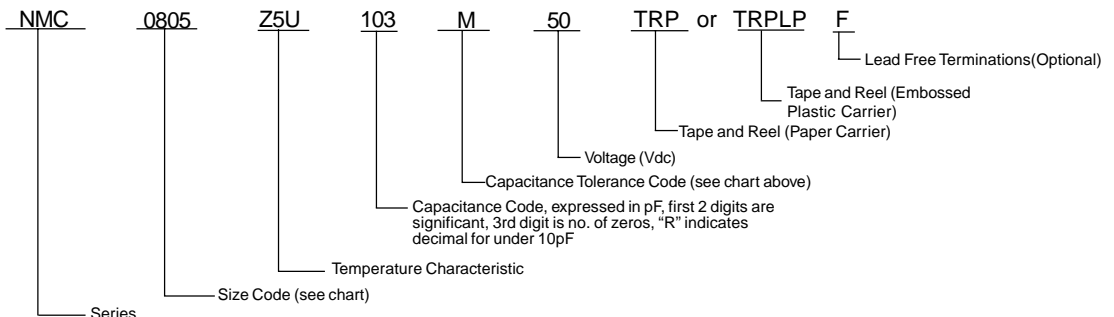 NMC 0805 Z5U 103 M 50 TRP or TRPLP F
Lead Free Terminations(Optional)
Tape and Reel (Embossed
Plastic Carrier)
Tape and Reel (Paper Carrier)
Voltage (Vdc)
Capacitance Tolerance Code (see chart above)
Capacitance Code, expressed in pF, first 2 digits are
significant, 3rd digit is no. of zeros, “R” indicates
decimal for under 10pF
Temperature Characteristic
Size Code (see chart)
Series